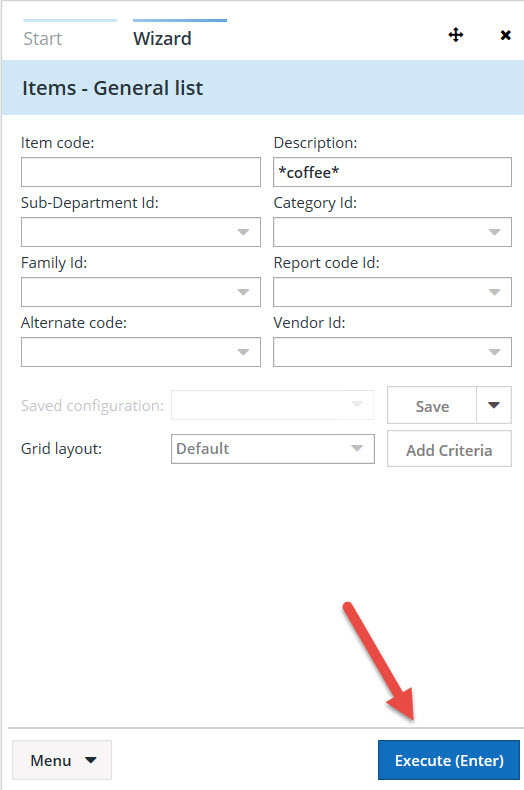 Start Wizard
Items - General list
Item code: Description:
*coffee*
Sub-Department Id: Category Id:
Family Id: Report code Id:
Alternate code: Vendor Id:
Saved configuration: Save
Grid layout: Default Add Criteria
Menu Execute (Enter)